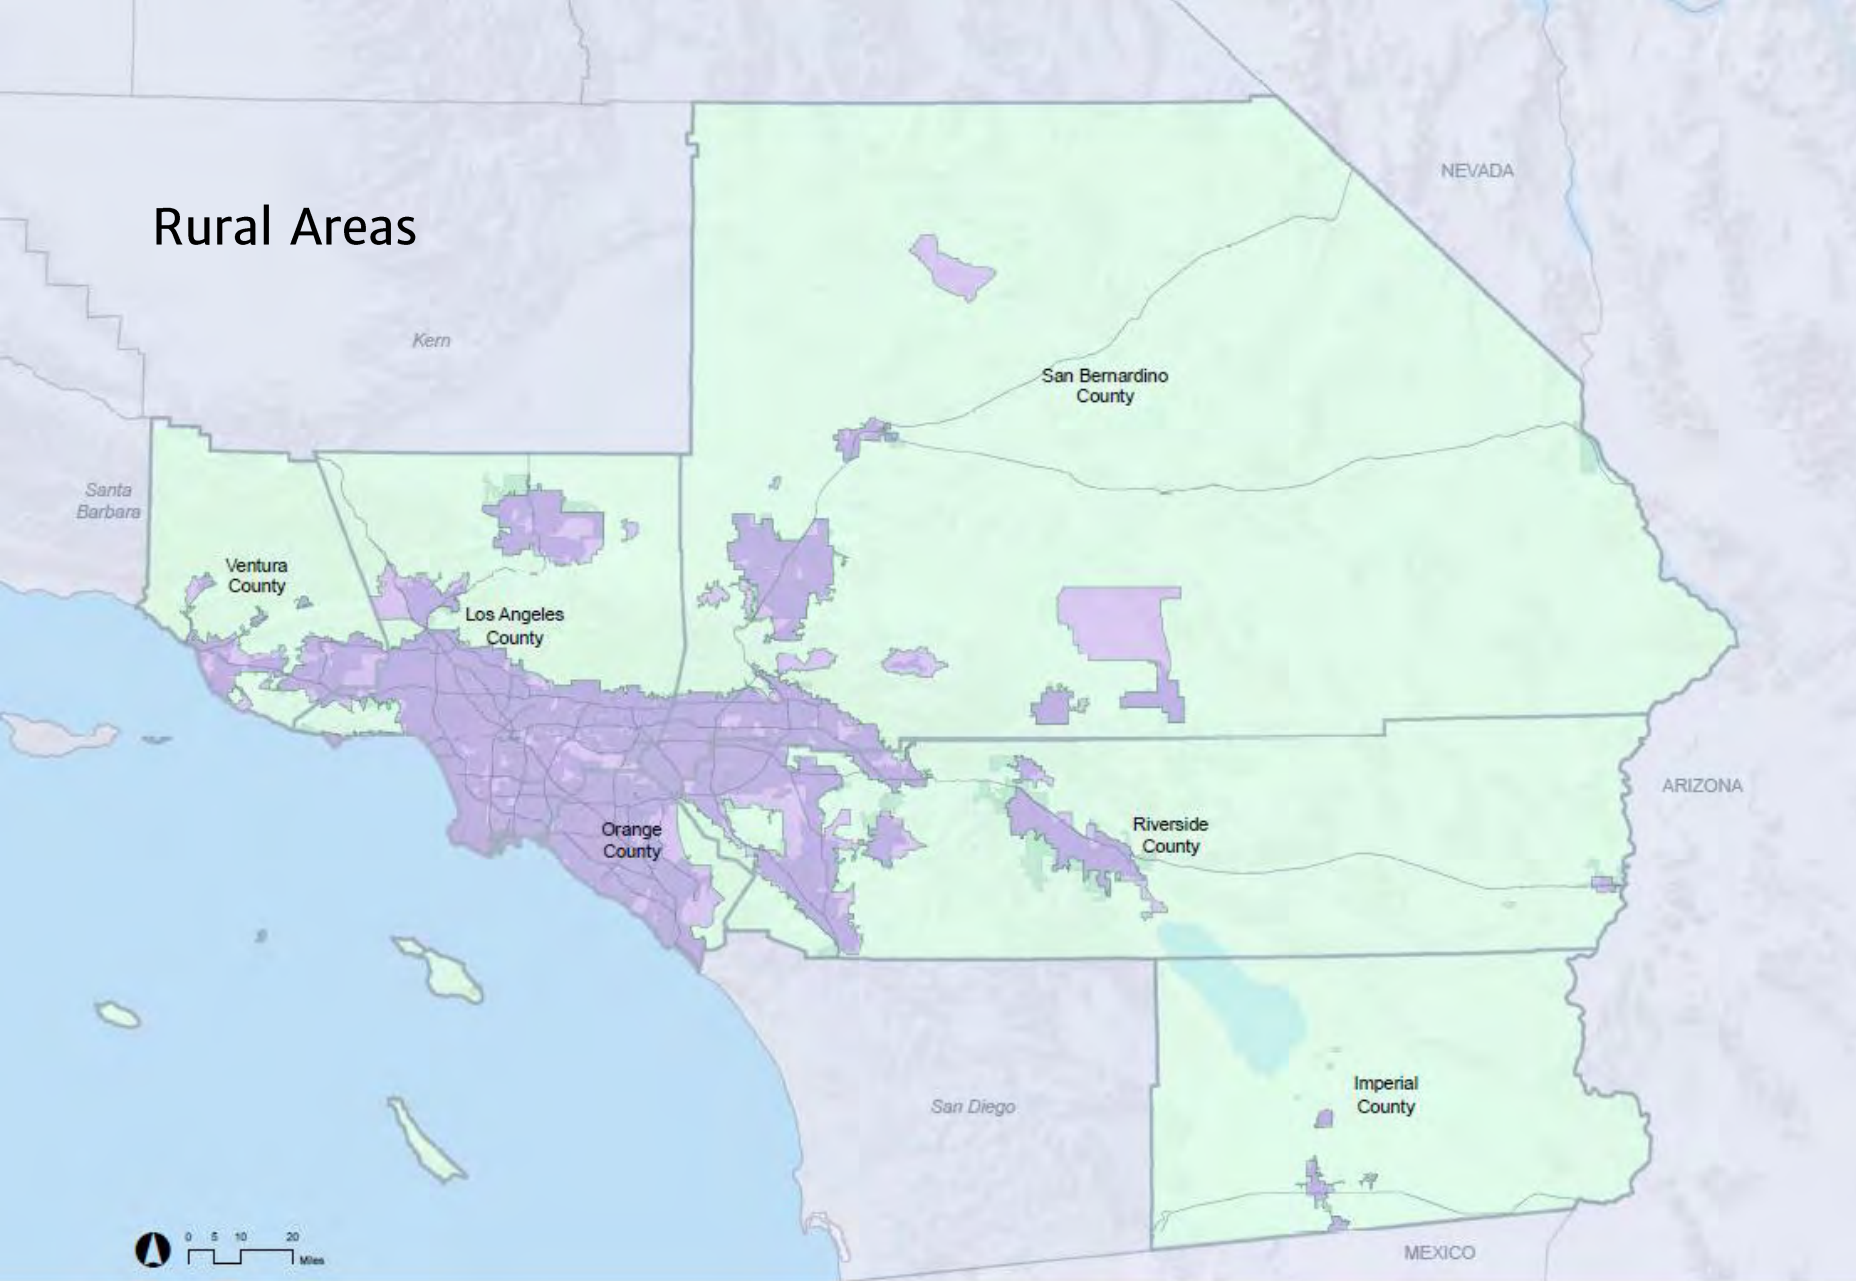 NEVADA
Rural Areas
Kern
San Bernardino
County
Santa
Barbara
Ventura
County
Los Angeles
County
ARIZONA
Orange
County
Riverside
County
Imperial
County
San Diego
0 5 10 20
Miles
MEXICO